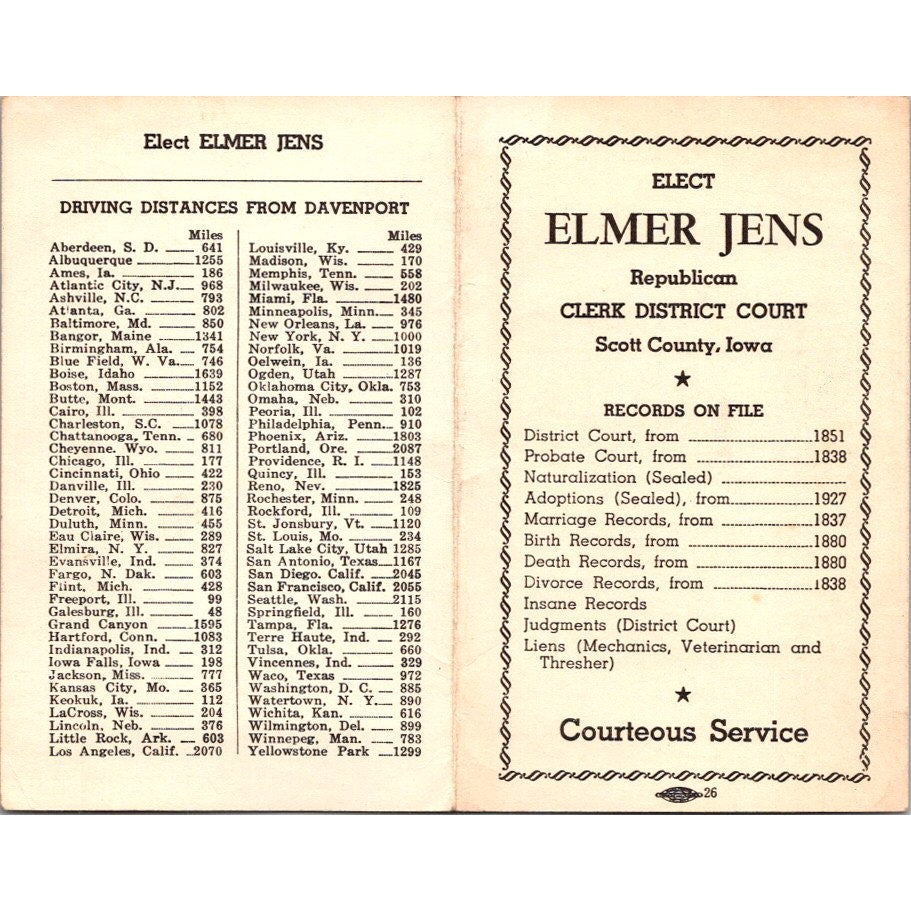 Elect ELMER JENS
DRIVING DISTANCES FROM DAVENPORT
Miles
Aberdeen, S. D. 641
Albuquerque 1255
Ames, Ia. 186
Atlantic City, N.J. 968
Ashville, N.C. 793
Atlanta, Ga. 802
Baltimore, Md. 850
Bangor, Maine 1341
Birmingham, Ala. 754
Blue Field, W. Va. 746
Boise, Idaho 1639
Boston, Mass. 1152
Butte, Mont. 1443
Cairo, Ill. 398
Charleston, S.C. 1078
Chattanooga, Tenn. 680
Cheyenne. Wyo. 811
Chicago, Ill. 177
Cincinnati, Ohio 422
Danville, Ill. 230
Denver, Colo. 875
Detroit, Mich. 416
Duluth, Minn. 455
Eau Claire, Wis. 289
Elmira, N. Y. 827
Evansville, Ind. 374
Fargo, N. Dak. 603
Flint, Mich. 428
Freeport, Ill. 99
Galesburg, Ill. 48
Grand Canyon 1595
Hartford, Conn. 1083
Indianapolis, Ind. 312
Iowa Falls, Iowa 198
Jackson, Miss. 777
Kansas City, Mo. 365
Keokuk, Ia. 112
LaCross, Wis. 204
Lincoln, Neb. 376
Little Rock, Ark. 603
Los Angeles, Calif. 2070
Miles
Louisville, Ky. 429
Madison, Wis. 170
Memphis, Tenn. 558
Milwaukee, Wis. 202
Miami, Fla. 1480
Minneapolis, Minn. 345
New Orleans, La. 976
New York, N. Y. 1000
Norfolk, Va. 1019
Oelwein, Ia. 136
Ogden, Utah 1287
Oklahoma City, Okla. 753
Omaha, Neb. 310
Peoria, Ill. 102
Philadelphia, Penn. 910
Phoenix, Ariz. 1803
Portland, Ore. 2087
Providence, R. I. 1148
Quincy, Ill. 153
Reno, Nev. 1825
Rochester, Minn. 248
Rockford, Ill. 109
St. Jonsbury, Vt. 1120
St. Louis, Mo. 234
Salt Lake City, Utah 1285
San Antonio, Texas 1167
San Diego. Calif. 2045
San Francisco, Calif. 2055
Seattle, Wash. 2115
Springfield, Ill. 160
Tampa, Fla. 1276
Terre Haute, Ind. 292
Tulsa, Okla. 660
Vincennes, Ind. 329
Waco, Texas 972
Washington, D. C. 885
Watertown, N. Y. 890
Wichita, Kan. 616
Wilmington, Del. 899
Winnepeg, Man. 783
Yellowstone Park 1299
ELECT
ELMER JENS
Republican
CLERK DISTRICT COURT
Scott County, Iowa
★
RECORDS ON FILE
District Court, from 1851
Probate Court, from 1838
Naturalization (Sealed)
Adoptions (Sealed), from 1927
Marriage Records, from 1837
Birth Records, from 1880
Death Records, from 1880
Divorce Records, from 1838
Insane Records
Judgments (District Court)
Liens (Mechanics, Veterinarian and
Thresher)
★
Courteous Service
26